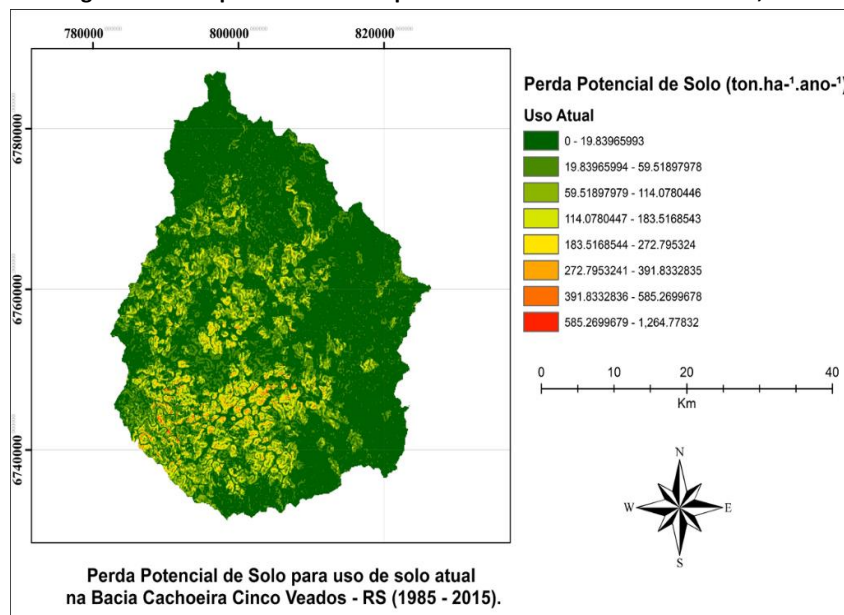 780000 800000 820000
6780000
6760000
6740000
Perda Potencial de Solo (ton.ha-¹.ano-¹)
Uso Atual
0 - 19.83965993
19.83965994 - 59.51897978
59.51897979 - 114.0780446
114.0780447 - 183.5168543
183.5168544 - 272.795324
272.7953241 - 391.8332835
391.8332836 - 585.2699678
585.2699679 - 1,264.77832
0 10 20 40
Km
N
W E
S
Perda Potencial de Solo para uso de solo atual
na Bacia Cachoeira Cinco Veados - RS (1985 - 2015).